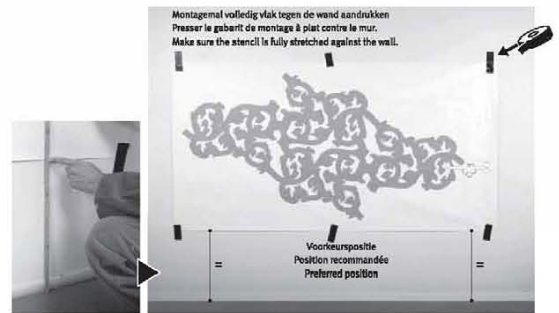 Montagemal volledig vlak tegen de wand aandrukken
Presser le gabarit de montage à plat contre le mur.
Make sure the stencil is fully stretched against the wall.
=
Voorkeurspositie
Position recommandée
Preferred position
=